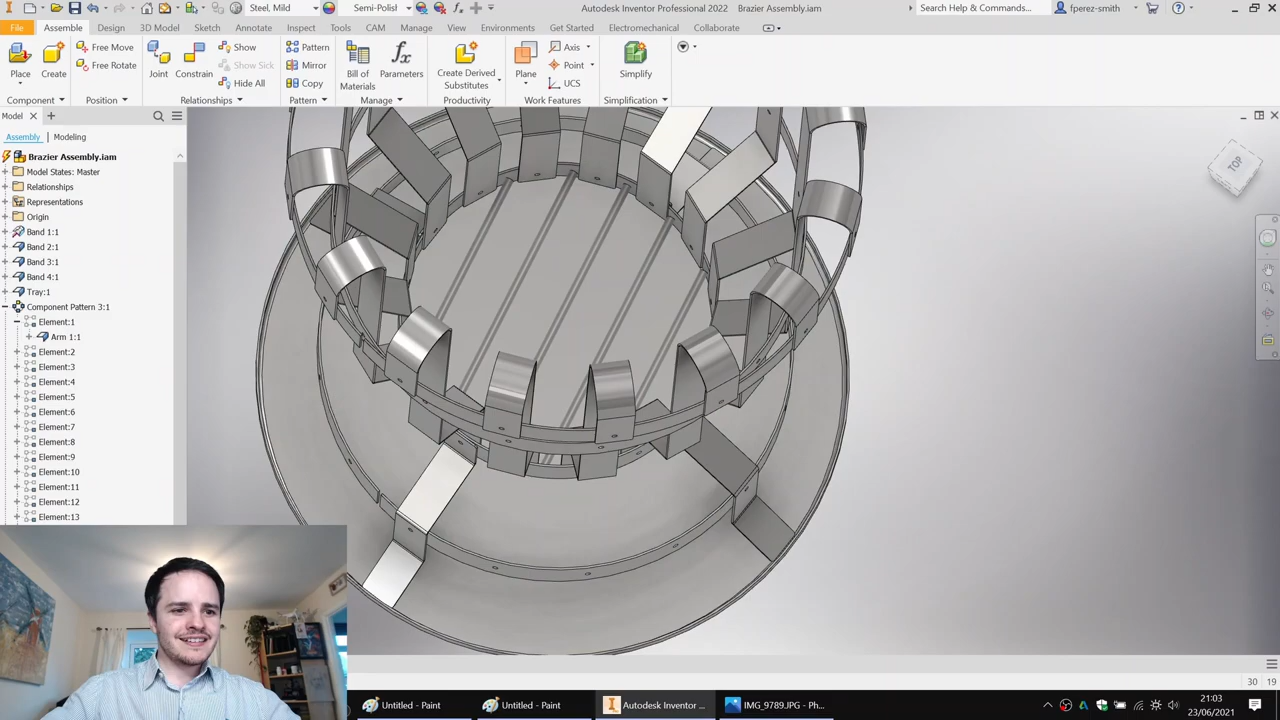 Steel, Mild
Semi-Polish
Autodesk Inventor Professional 2022 Brazier Assembly.iam
Search Help & Commands...
fperez-smith
File Assemble Design 3D Model Sketch Annotate Inspect Tools CAM Manage View Environments Get Started Electromechanical Collaborate
Place
Create
Component
Free Move
Free Rotate
Position
Joint
Constrain
Show
Show Sick
Hide All
Relationships
Pattern
Mirror
Copy
Pattern
Bill of
Materials
Parameters
Manage
Create Derived
Substitutes
Productivity
Plane
Axis
Point
UCS
Work Features
Simplify
Simplification
Model
Assembly
Modeling
Brazier Assembly.iam
Model States: Master
Relationships
Representations
Origin
Band 1:1
Band 2:1
Band 3:1
Band 4:1
Tray:1
Component Pattern 3:1
Element:1
Arm 1:1
Element:2
Element:3
Element:4
Element:5
Element:6
Element:7
Element:8
Element:9
Element:10
Element:11
Element:12
Element:13
TOP
30 19
Untitled - Paint
Untitled - Paint
Autodesk Inventor ...
IMG_9789.JPG - Ph...
21:03
23/06/2021